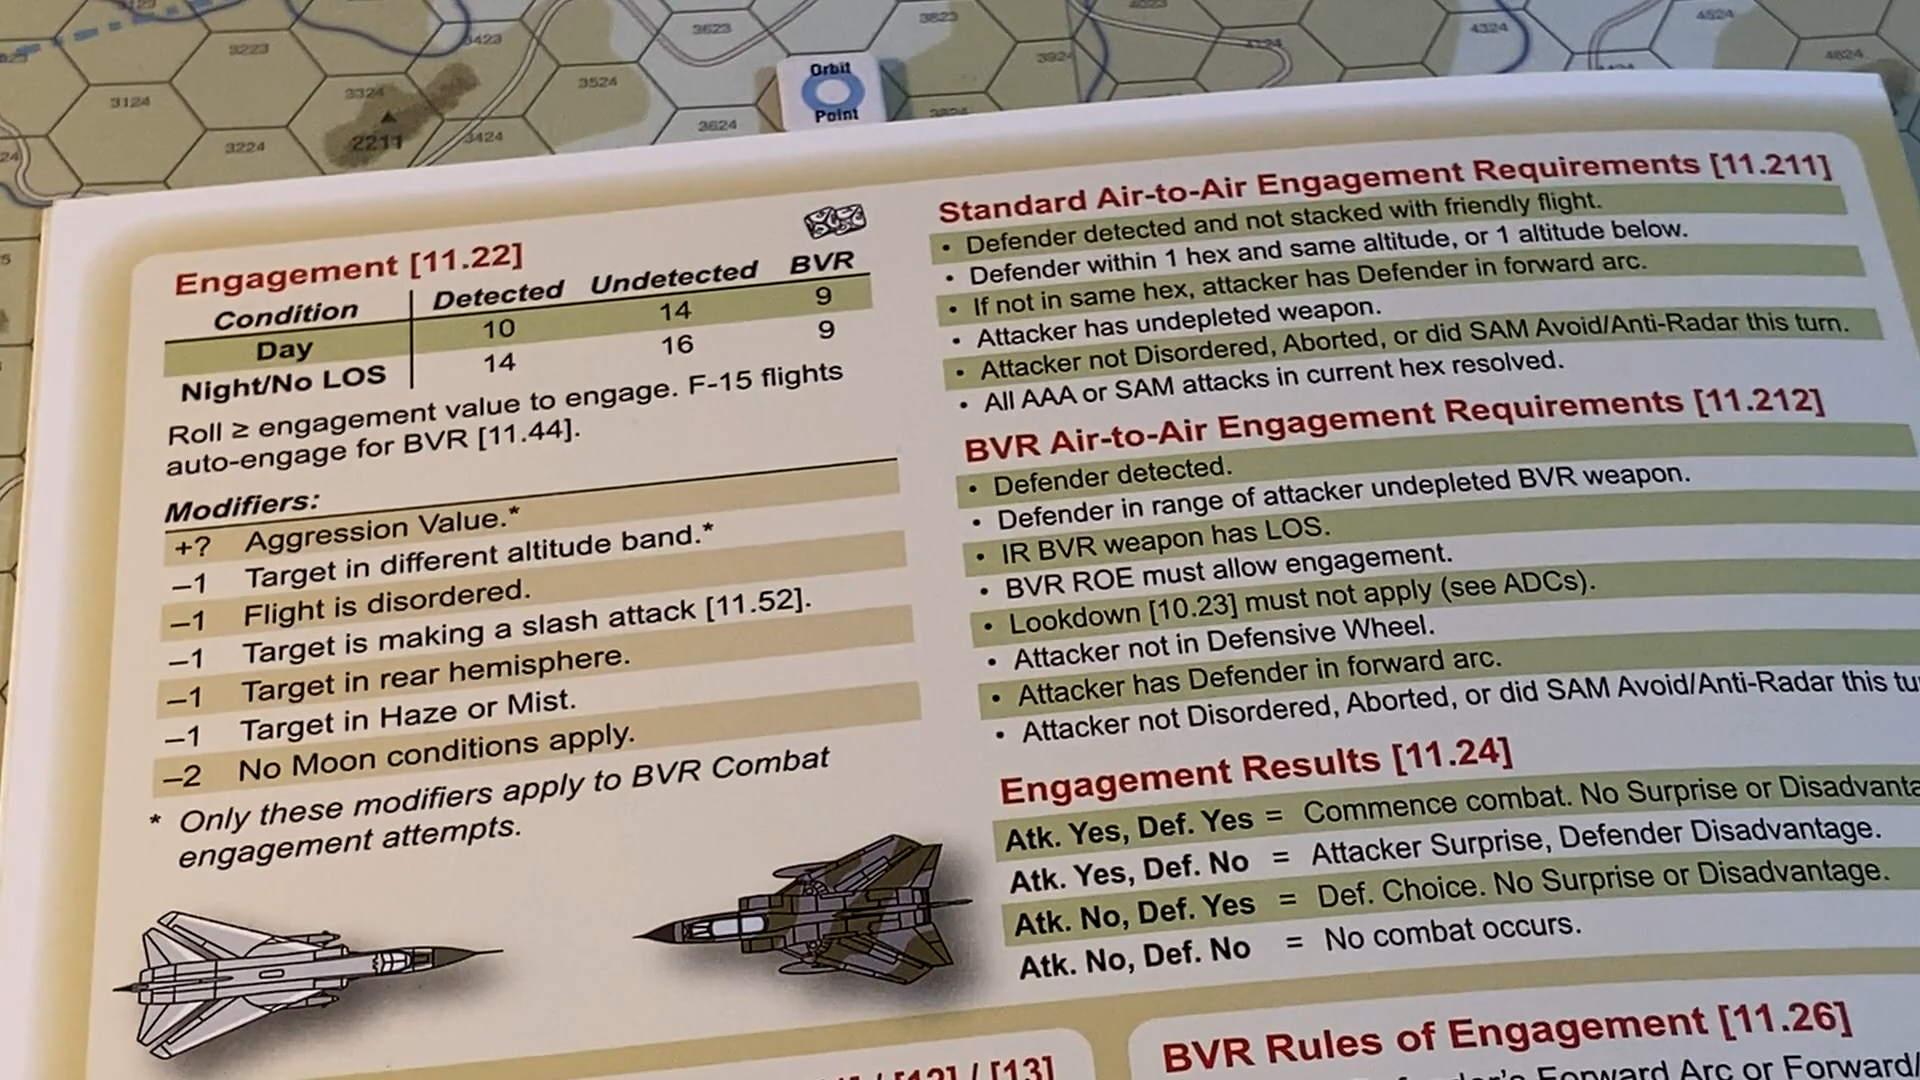 3423
3623
3823
4023
4324
4524
3223
3324
3524
3924
4124
4624
3124
3624
3824
3224
2211
3424
Orbit
Point
Engagement [11.22]
Condition Detected Undetected BVR
Day 10 14 9
Night/No LOS 14 16 9
Roll ≥ engagement value to engage. F-15 flights
auto-engage for BVR [11.44].
Modifiers:
+? Aggression Value.*
–1 Target in different altitude band.*
–1 Flight is disordered.
–1 Target is making a slash attack [11.52].
–1 Target in rear hemisphere.
–1 Target in Haze or Mist.
–2 No Moon conditions apply.
* Only these modifiers apply to BVR Combat
engagement attempts.
Standard Air-to-Air Engagement Requirements [11.211]
• Defender detected and not stacked with friendly flight.
• Defender within 1 hex and same altitude, or 1 altitude below.
• If not in same hex, attacker has Defender in forward arc.
• Attacker has undepleted weapon.
• Attacker not Disordered, Aborted, or did SAM Avoid/Anti-Radar this turn.
• All AAA or SAM attacks in current hex resolved.
BVR Air-to-Air Engagement Requirements [11.212]
• Defender detected.
• Defender in range of attacker undepleted BVR weapon.
• IR BVR weapon has LOS.
• BVR ROE must allow engagement.
• Lookdown [10.23] must not apply (see ADCs).
• Attacker not in Defensive Wheel.
• Attacker has Defender in forward arc.
• Attacker not Disordered, Aborted, or did SAM Avoid/Anti-Radar this tu
Engagement Results [11.24]
Atk. Yes, Def. Yes = Commence combat. No Surprise or Disadvanta
Atk. Yes, Def. No = Attacker Surprise, Defender Disadvantage.
Atk. No, Def. Yes = Def. Choice. No Surprise or Disadvantage.
Atk. No, Def. No = No combat occurs.
/ [12] / [13]
BVR Rules of Engagement [11.26]
Forward Arc or Forward/